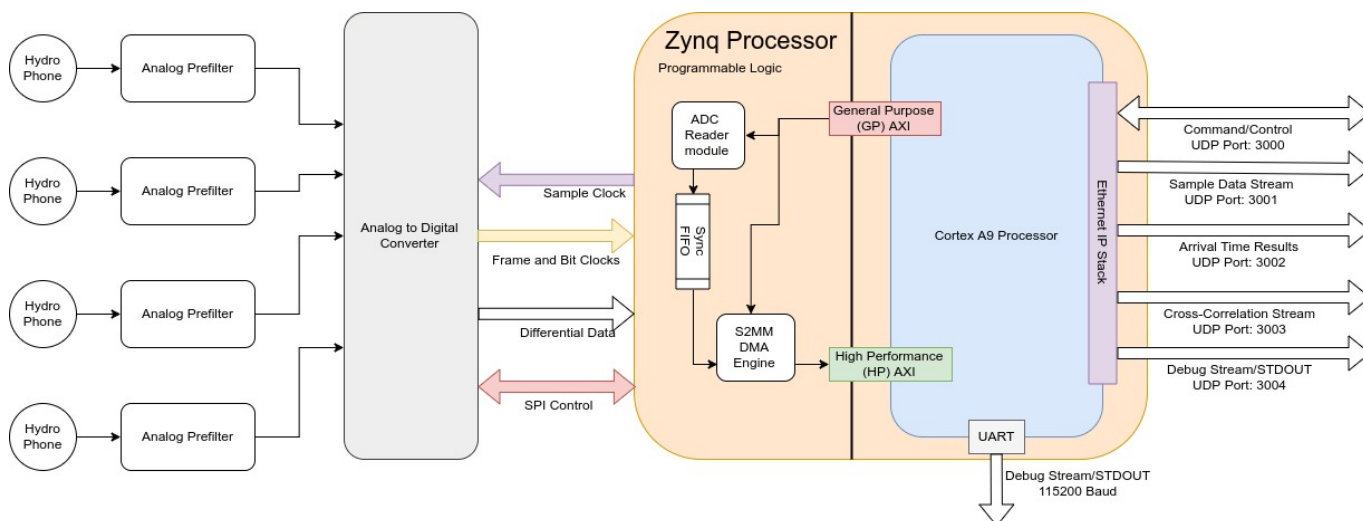 Hydro
Phone
Analog Prefilter
Hydro
Phone
Analog Prefilter
Hydro
Phone
Analog Prefilter
Hydro
Phone
Analog Prefilter
Analog to Digital
Converter
Sample Clock
Frame and Bit Clocks
Differential Data
SPI Control
Zynq Processor
Programmable Logic
ADC
Reader
module
Sync
FIFO
S2MM
DMA
Engine
General Purpose
(GP) AXI
High Performance
(HP) AXI
Cortex A9 Processor
Ethernet IP Stack
UART
Debug Stream/STDOUT
115200 Baud
Command/Control
UDP Port: 3000
Sample Data Stream
UDP Port: 3001
Arrival Time Results
UDP Port: 3002
Cross-Correlation Stream
UDP Port: 3003
Debug Stream/STDOUT
UDP Port: 3004